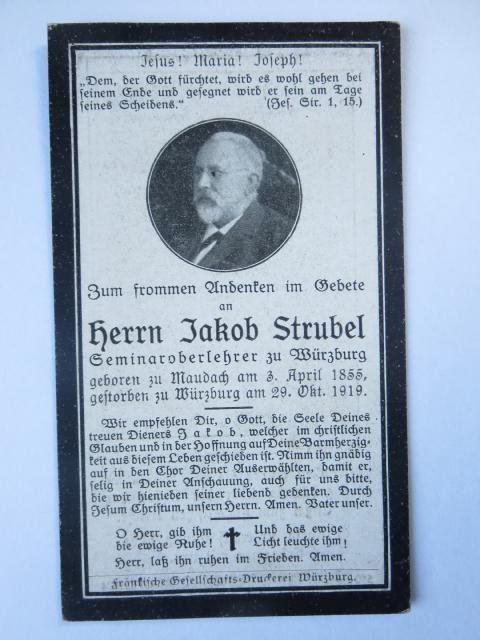 Jesus! Maria! Joseph!
„Dem, der Gott fürchtet, wird es wohl gehen bei
seinem Ende und gesegnet wird er sein am Tage
seines Scheidens.“ (Jes. Sir. 1, 15.)
Zum frommen Andenken im Gebete
an
Herrn Jakob Strubel
Seminaroberlehrer zu Würzburg
geboren zu Maudach am 3. April 1855,
gestorben zu Würzburg am 29. Okt. 1919.
Wir empfehlen Dir, o Gott, die Seele Deines
treuen Dieners Jakob, welcher im christlichen
Glauben und in der Hoffnung auf Deine Barmherzig-
keit aus diesem Leben geschieden ist. Nimm ihn gnädig
auf in den Chor Deiner Auserwählten, damit er,
selig in Deiner Anschauung, auch für uns bitte,
die wir hienieden seiner liebend gedenken. Durch
Jesum Christum, unsern Herrn. Amen. Vater unser.
O Herr, gib ihm
die ewige Ruhe!
Und das ewige
Licht leuchte ihm!
Herr, laß ihn ruhen im Frieden. Amen.
Fränkische Gesellschafts-Druckerei Würzburg.